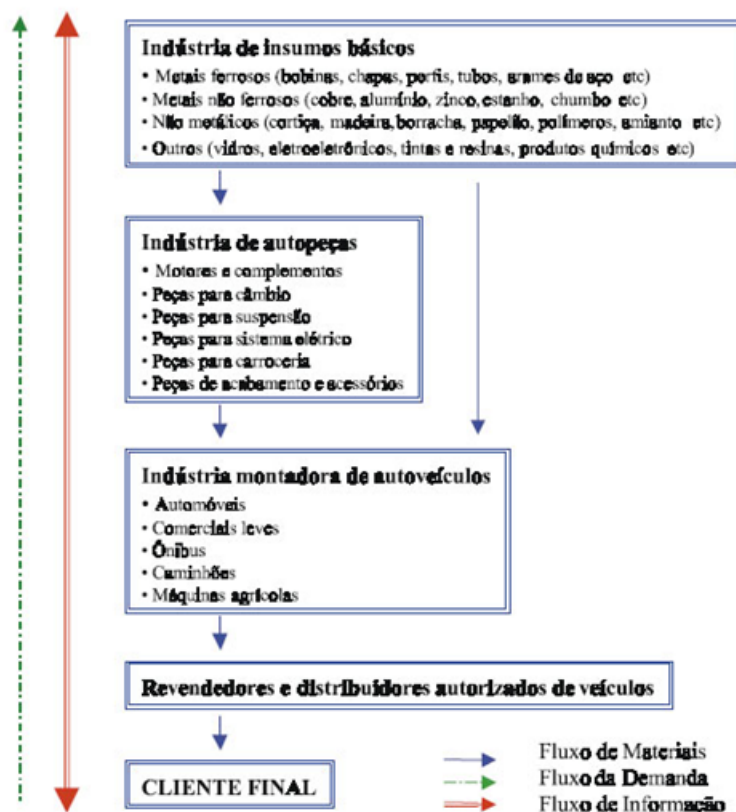 Indústria de insumos básicos
• Metais ferrosos (bobinas, chapas, perfis, tubos, arames de aço etc)
• Metais não ferrosos (cobre, alumínio, zinco, estanho, chumbo etc)
• Não metálicos (cortiça, madeira, borracha, papelão, polímeros, amianto etc)
• Outros (vidros, eletroeletrônicos, tintas e resinas, produtos químicos etc)
Indústria de autopeças
• Motores e complementos
• Peças para câmbio
• Peças para suspensão
• Peças para sistema elétrico
• Peças para carroceria
• Peças de acabamento e acessórios
Indústria montadora de autoveículos
• Automóveis
• Comerciais leves
• Ônibus
• Caminhões
• Máquinas agrícolas
Revendedores e distribuidores autorizados de veículos
CLIENTE FINAL
Fluxo de Materiais
Fluxo da Demanda
Fluxo de Informação